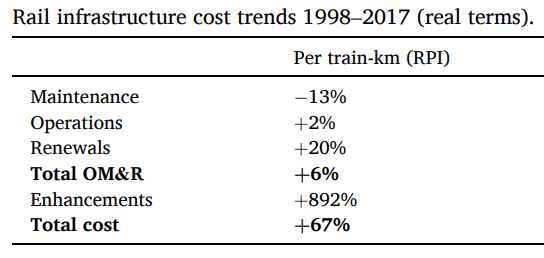 Rail infrastructure cost trends 1998–2017 (real terms).
Per train-km (RPI)
Maintenance −13%
Operations +2%
Renewals +20%
Total OM&R +6%
Enhancements +892%
Total cost +67%